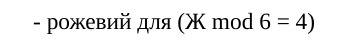 - рожевий для (Ж mod 6 = 4)